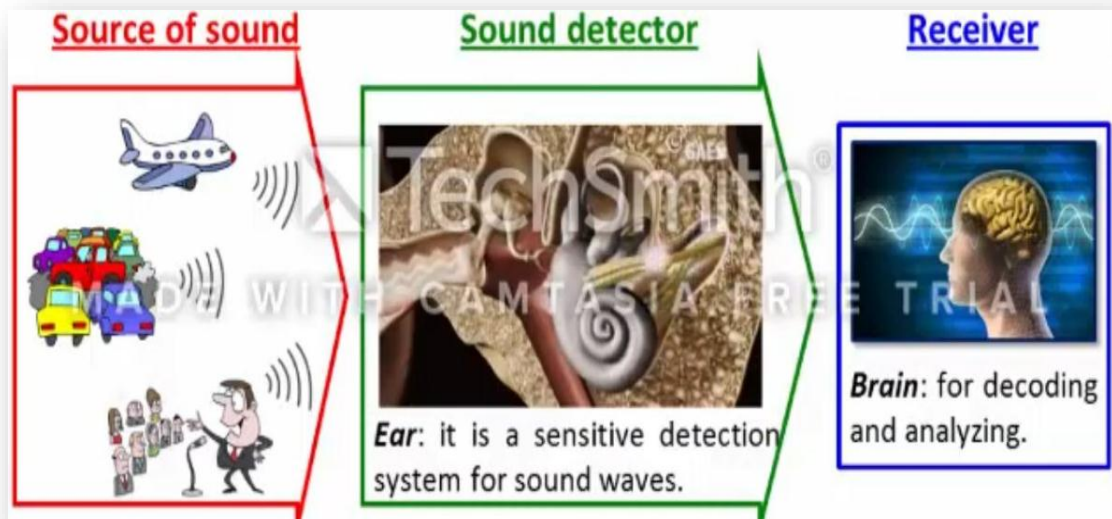 Source of sound
Sound detector
Receiver
© GAES
TechSmith®
MADE WITH CAMTASIA FREE TRIAL
Ear: it is a sensitive detection
system for sound waves.
Brain: for decoding
and analyzing.